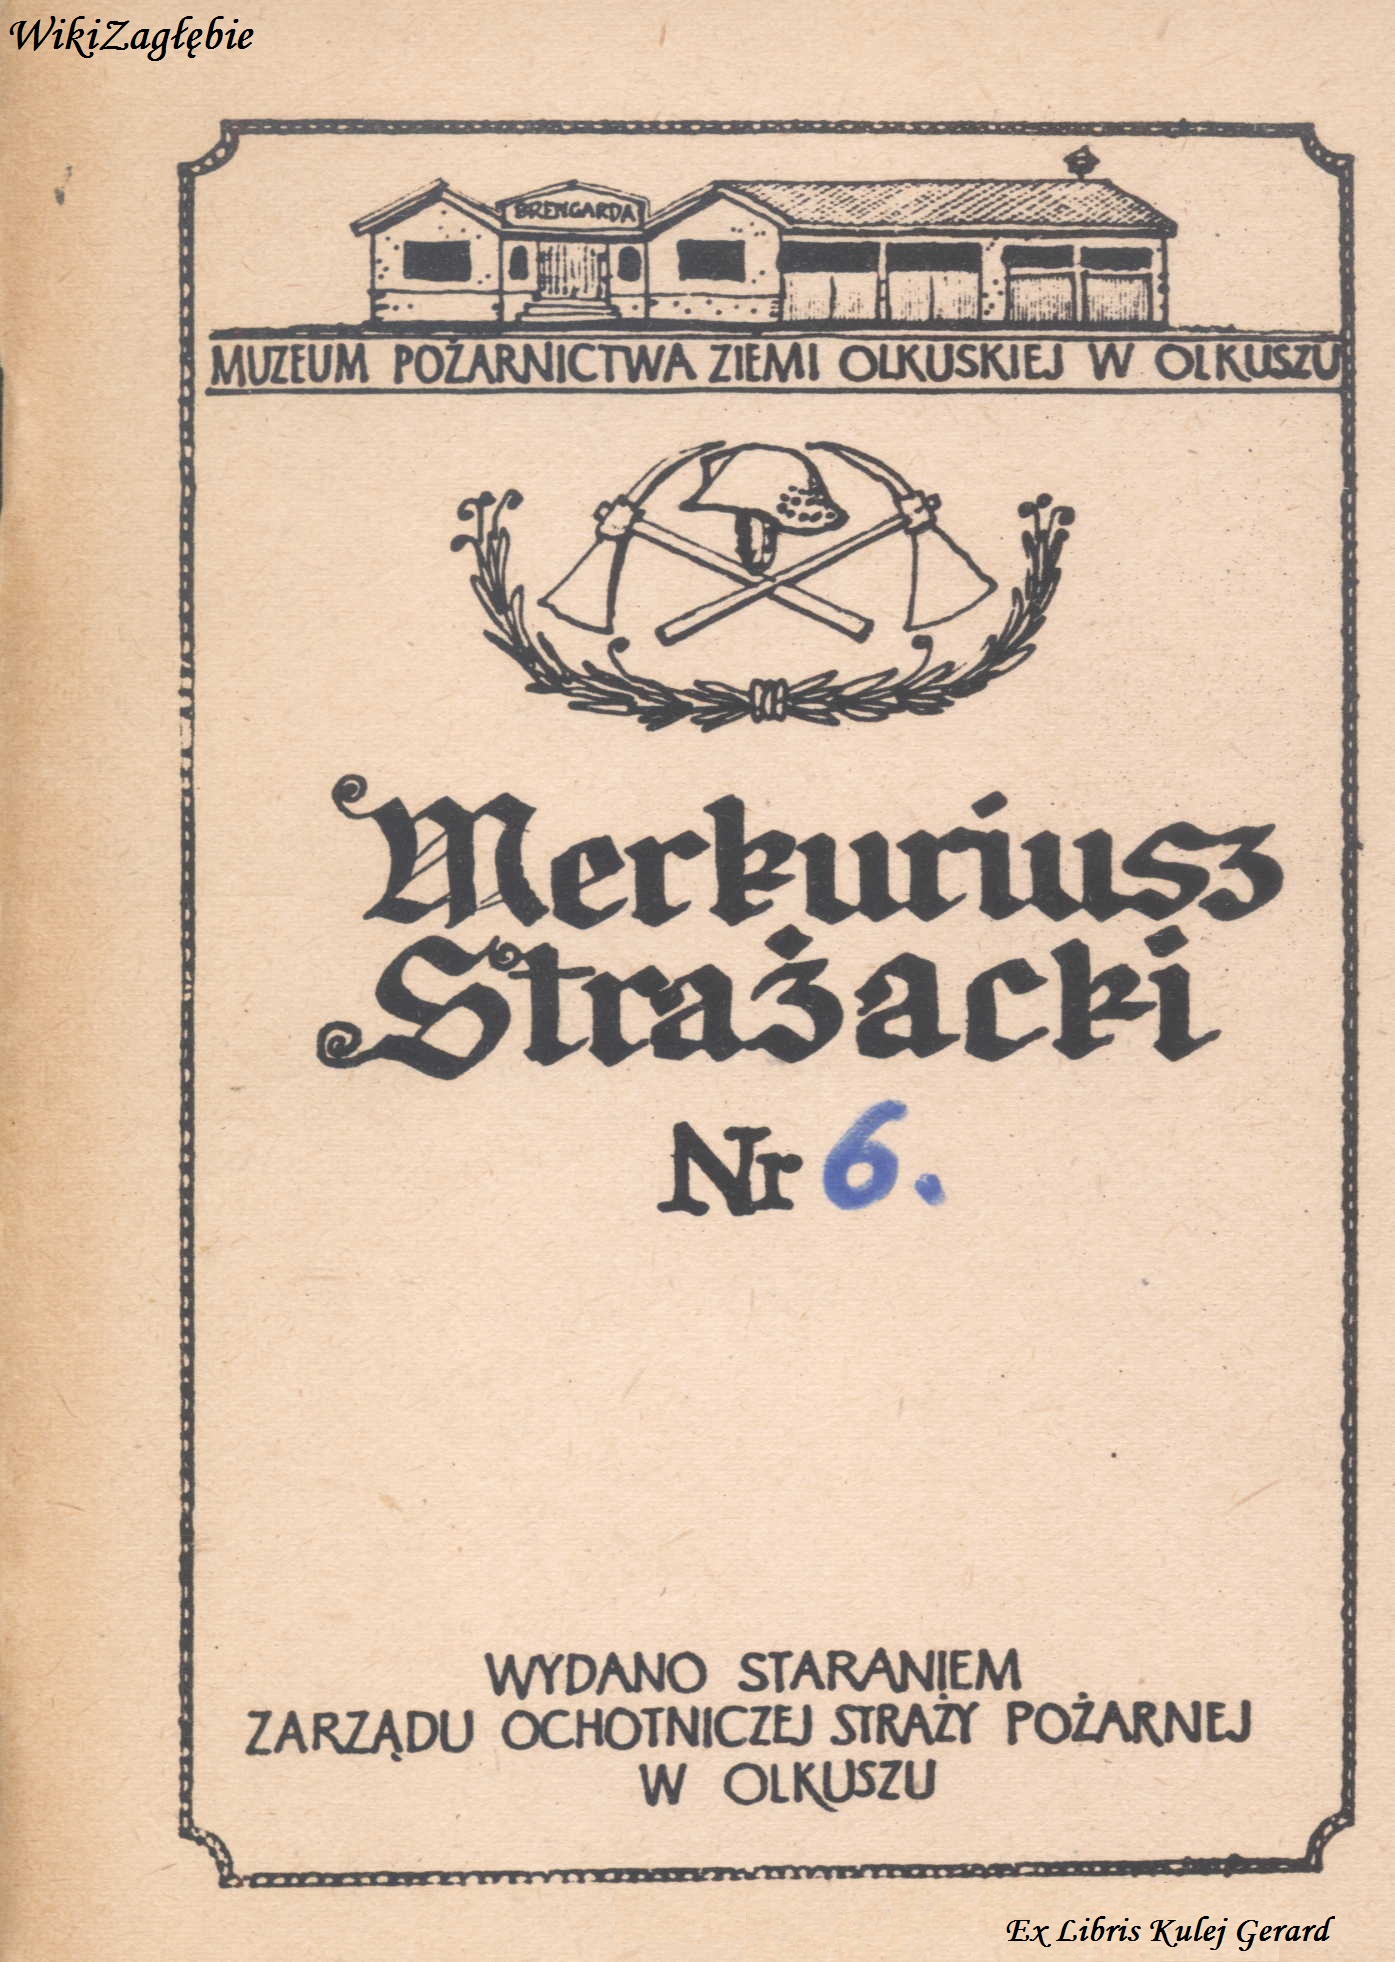 WikiZagłębie
BRENGARDA
MUZEUM POŻARNICTWA ZIEMI OLKUSKIEJ W OLKUSZU
Merkuriusz
Strażacki
Nr 6.
WYDANO STARANIEM
ZARZĄDU OCHOTNICZEJ STRAŻY POŻARNEJ
W OLKUSZU
Ex Libris Kulej Gerard